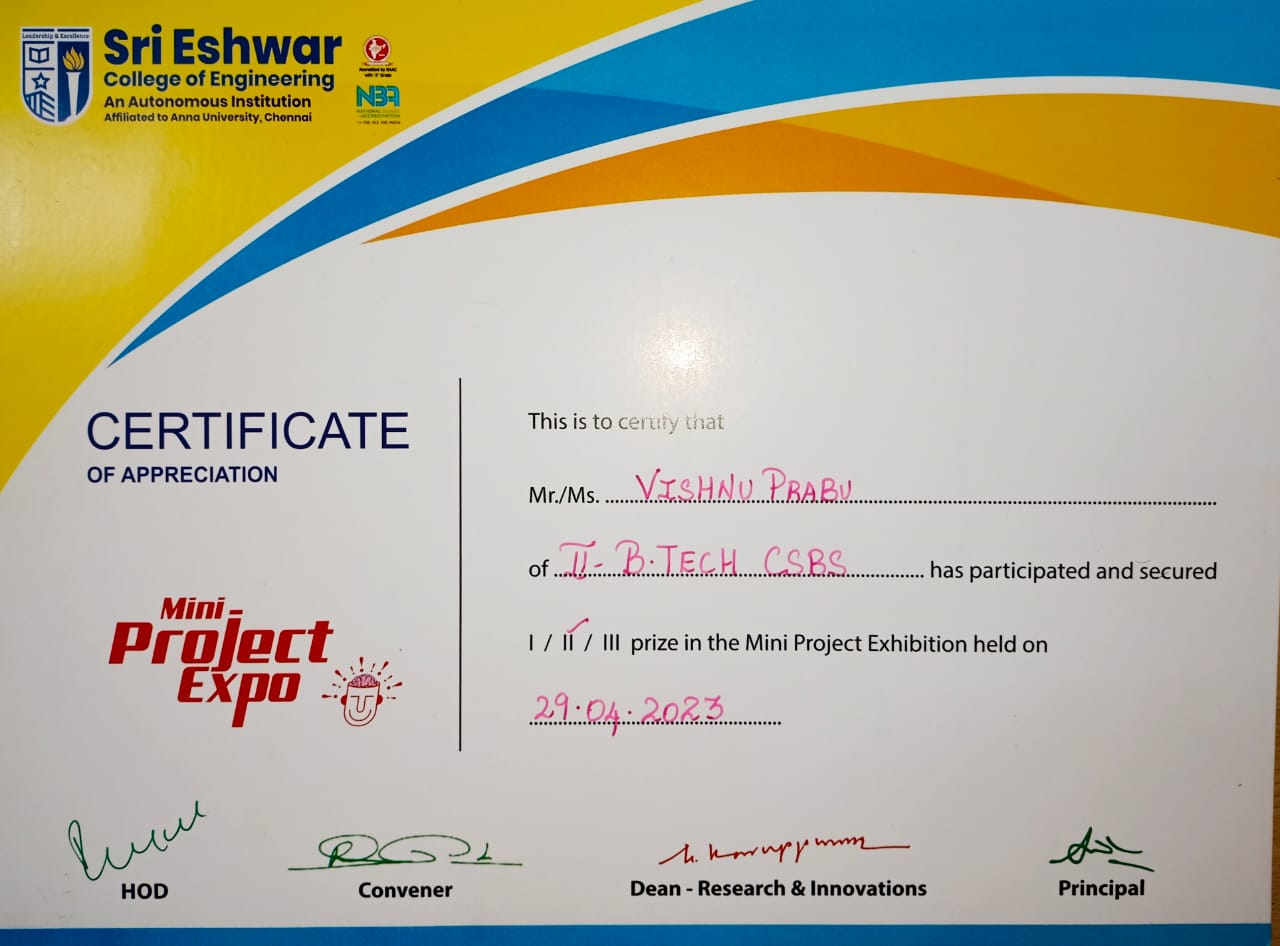 Leadership & Excellence
Sri Eshwar
College of Engineering
An Autonomous Institution
Affiliated to Anna University, Chennai
Accredited by NAAC
with 'A' Grade
NBA
NATIONAL BOARD
of ACCREDITATION
CERTIFICATE
OF APPRECIATION
Mini-
Project
Expo
This is to certify that
Mr./Ms. VISHNU PRABU
of II- B.TECH CSBS has participated and secured
I / II / III prize in the Mini Project Exhibition held on
29.04.2023
HOD
Convener
Dean - Research & Innovations
Principal